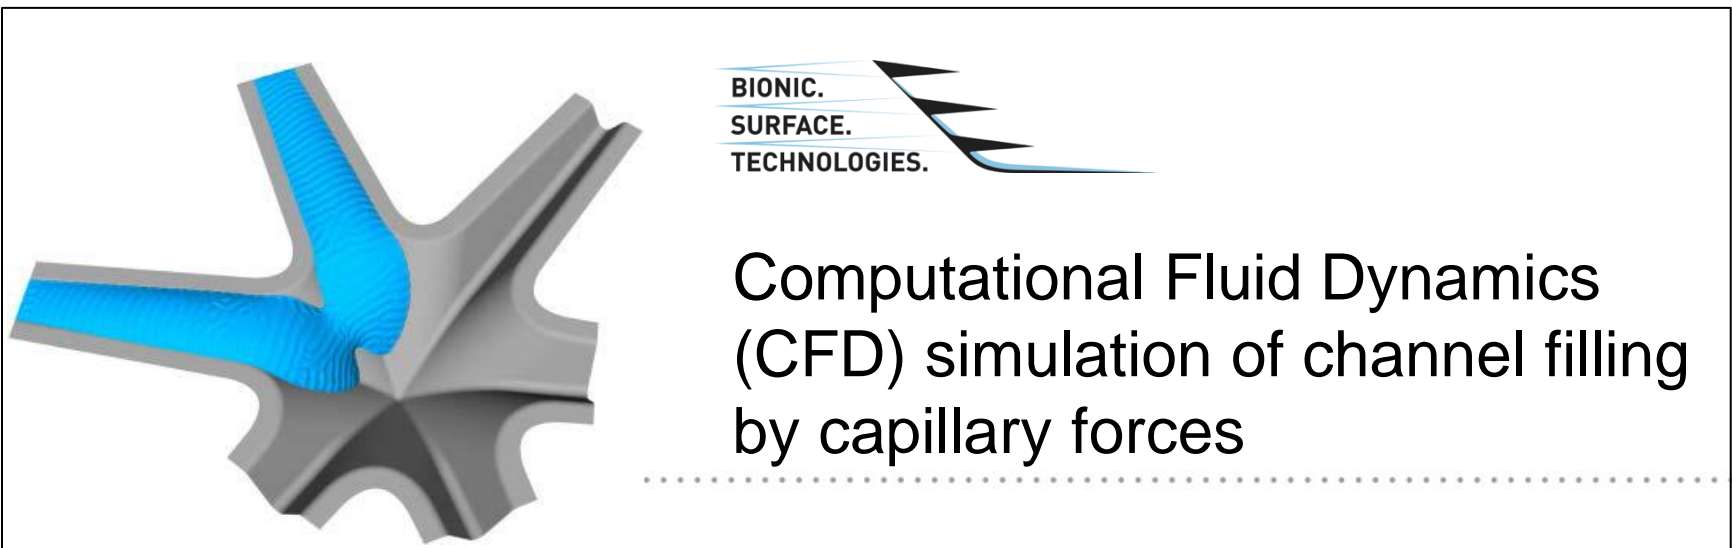 BIONIC.
SURFACE.
TECHNOLOGIES.
Computational Fluid Dynamics
(CFD) simulation of channel filling
by capillary forces